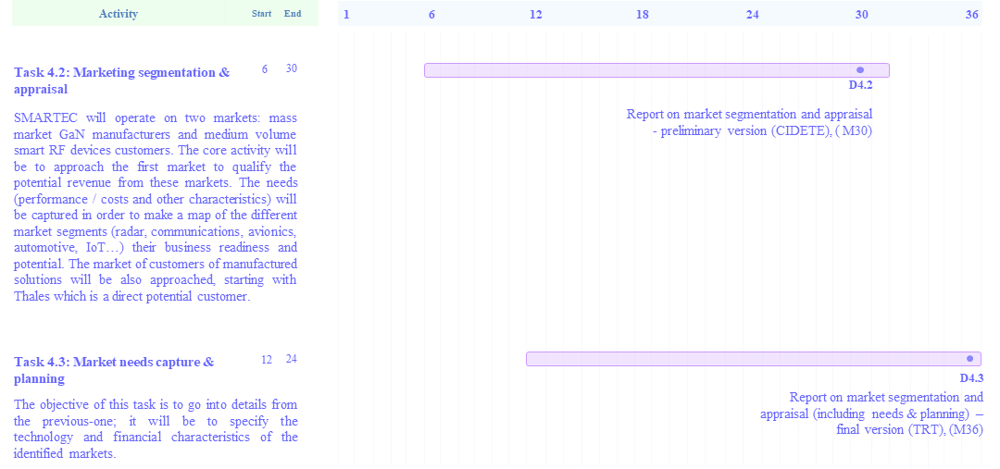 Activity Start End 1 6 12 18 24 30 36
Task 4.2: Marketing segmentation & 6 30
appraisal
D4.2
SMARTEC will operate on two markets: mass
market GaN manufacturers and medium volume
smart RF devices customers. The core activity will
be to approach the first market to qualify the
potential revenue from these markets. The needs
(performance / costs and other characteristics) will
be captured in order to make a map of the different
market segments (radar, communications, avionics,
automotive, IoT…) their business readiness and
potential. The market of customers of manufactured
solutions will be also approached, starting with
Thales which is a direct potential customer.
Report on market segmentation and appraisal
- preliminary version (CIDETE), ( M30)
Task 4.3: Market needs capture & 12 24
planning
D4.3
The objective of this task is to go into details from
the previous-one; it will be to specify the
technology and financial characteristics of the
identified markets.
Report on market segmentation and
appraisal (including needs & planning) –
final version (TRT), (M36)